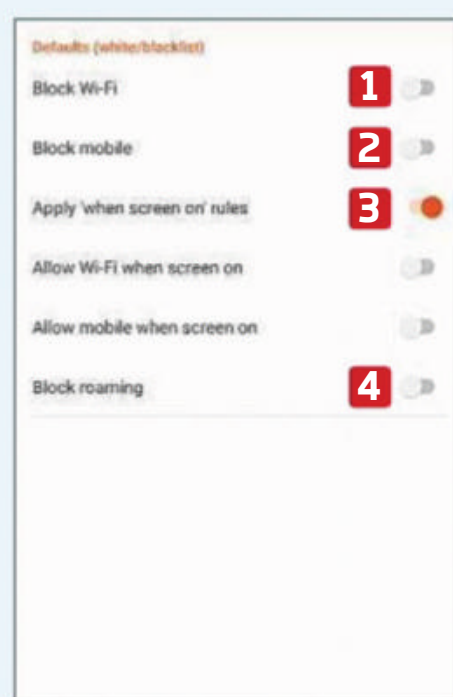 Defaults (white/blacklist)
Block Wi-Fi 1
Block mobile 2
Apply 'when screen on' rules 3
Allow Wi-Fi when screen on
Allow mobile when screen on
Block roaming 4